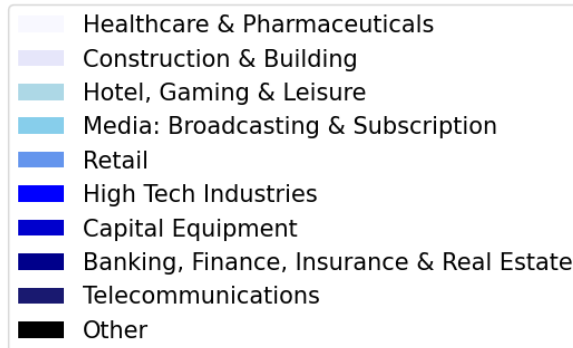 Healthcare & Pharmaceuticals
Construction & Building
Hotel, Gaming & Leisure
Media: Broadcasting & Subscription
Retail
High Tech Industries
Capital Equipment
Banking, Finance, Insurance & Real Estate
Telecommunications
Other